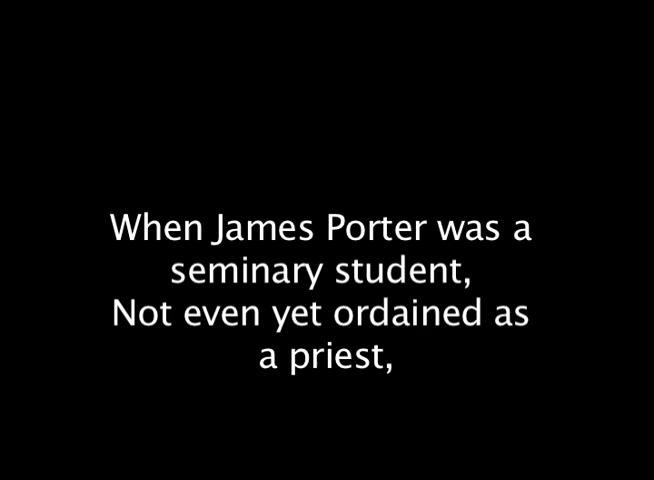 When James Porter was a
seminary student,
Not even yet ordained as
a priest,